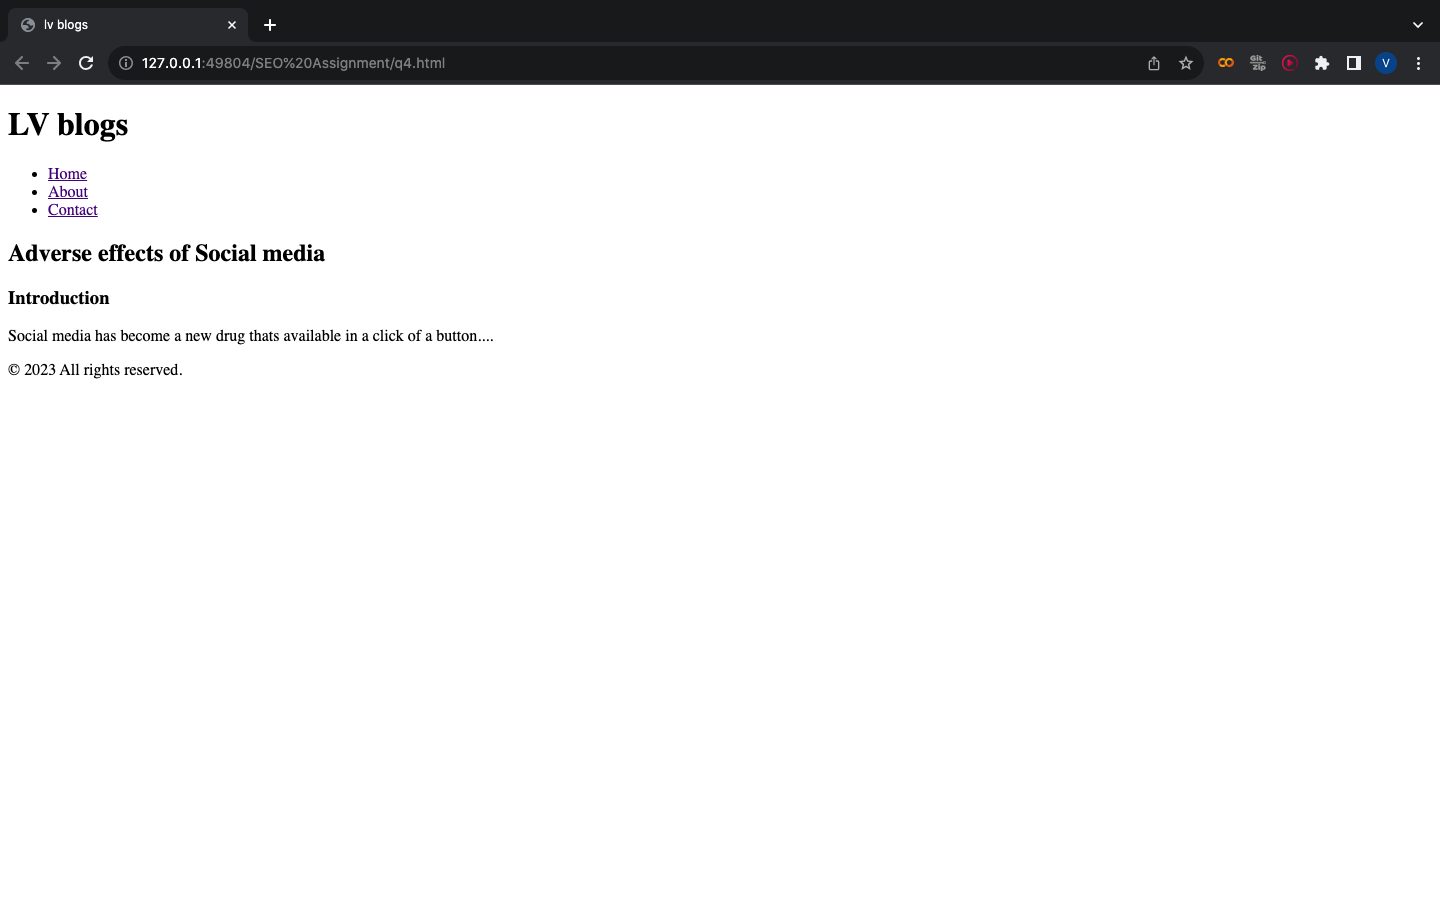 lv blogs
127.0.0.1:49804/SEO%20Assignment/q4.html
Git
Zip
V
LV blogs
Home
About
Contact
Adverse effects of Social media
Introduction
Social media has become a new drug thats available in a click of a button....
© 2023 All rights reserved.